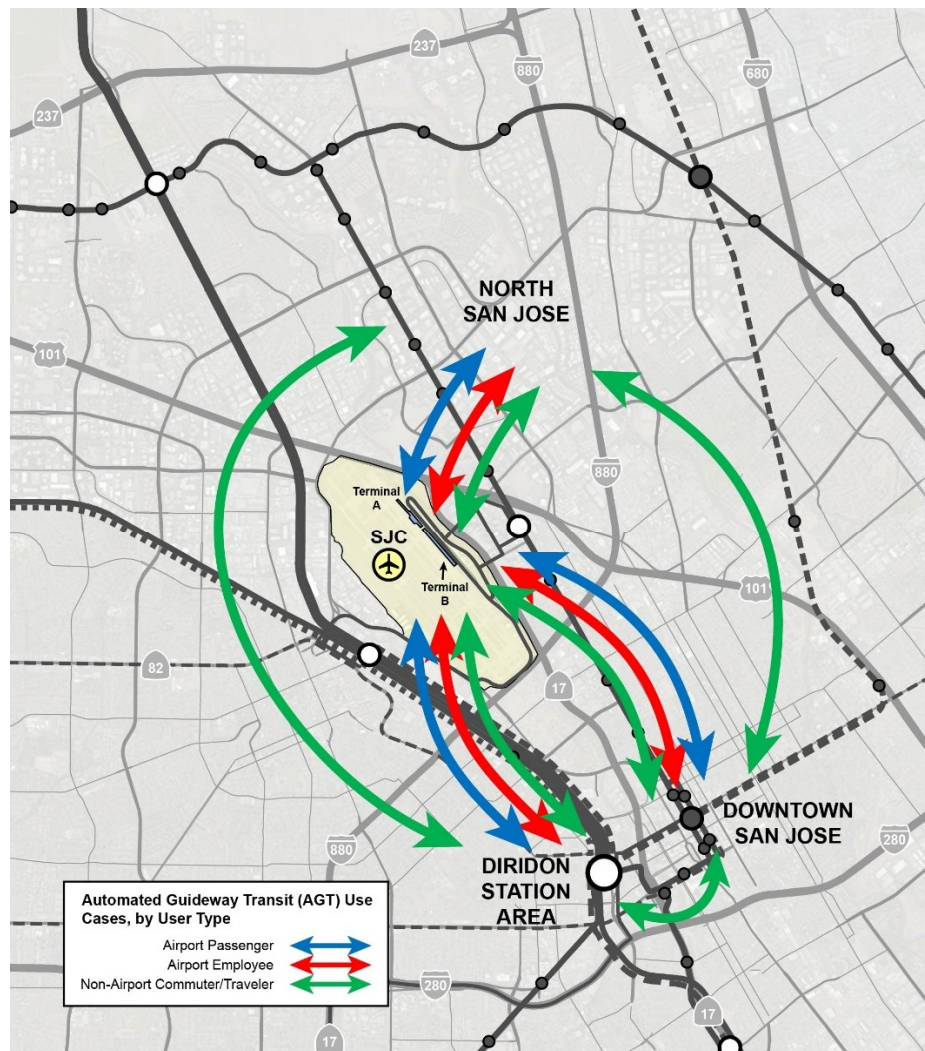 237
880
680
237
NORTH
SAN JOSE
101
880
Terminal
A
SJC
Terminal
B
101
82
17
DOWNTOWN
SAN JOSE
880
280
DIRIDON
STATION
AREA
Automated Guideway Transit (AGT) Use
Cases, by User Type
Airport Passenger
Airport Employee
Non-Airport Commuter/Traveler
280
17
17